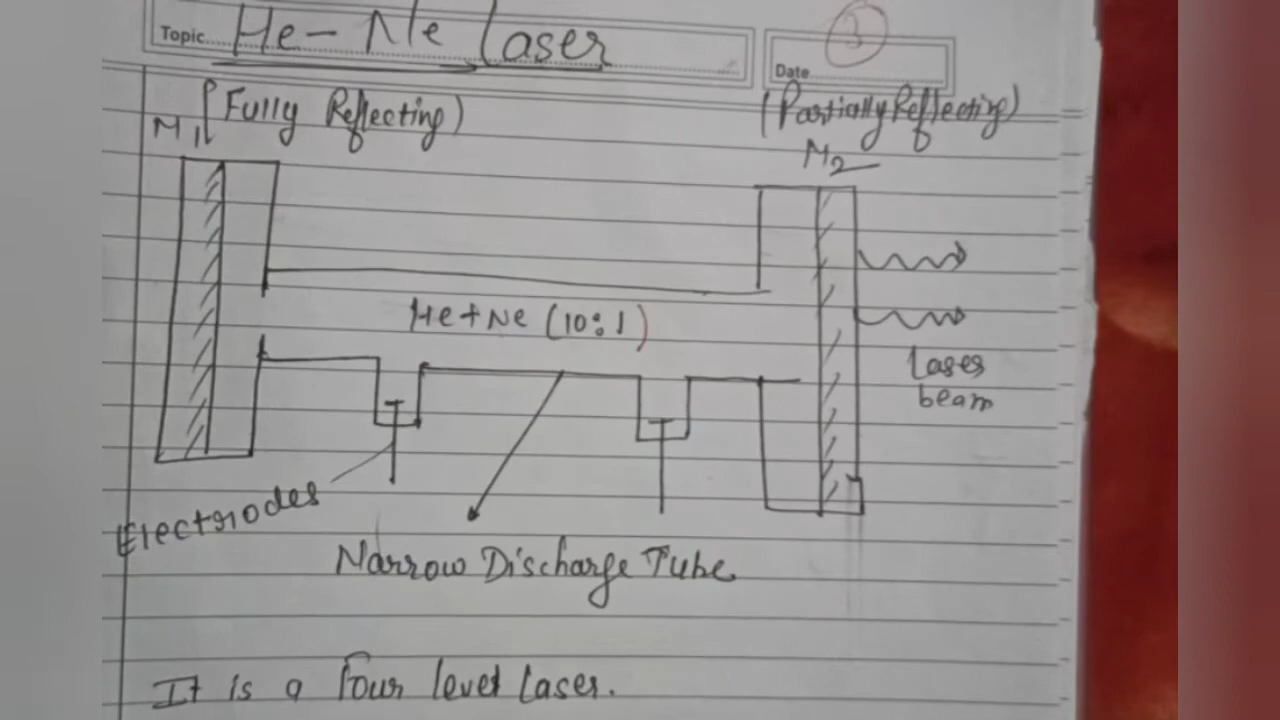 Topic He-Ne Laser
3
Date
M1 (Fully Reflecting)
(Partially Reflecting)
M2
He+Ne (10:1)
Laser
beam
Electrodes
Narrow Discharge Tube
It is a four level laser.